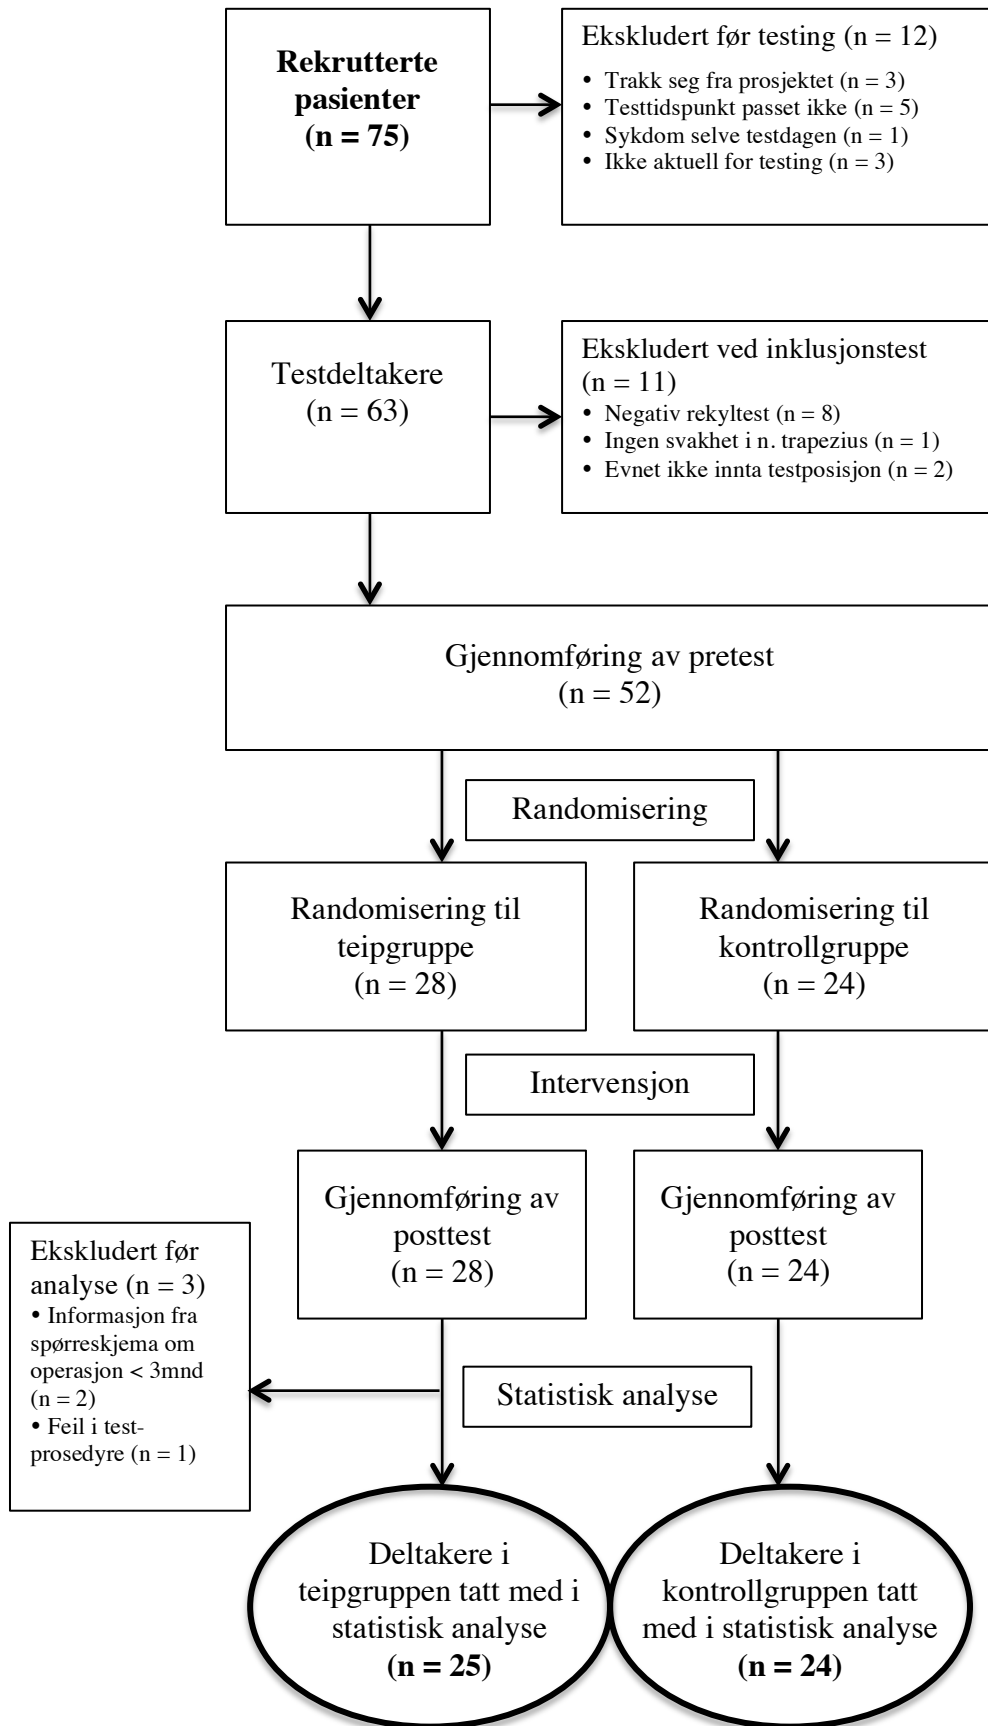 Rekrutterte
pasienter
(n = 75)
Ekskludert før testing (n = 12)
• Trakk seg fra prosjektet (n = 3)
• Testtidspunkt passet ikke (n = 5)
• Sykdom selve testdagen (n = 1)
• Ikke aktuell for testing (n = 3)
Testdeltakere
(n = 63)
Ekskludert ved inklusjonstest
(n = 11)
• Negativ rekyltest (n = 8)
• Ingen svakhet i n. trapezius (n = 1)
• Evnet ikke innta testposisjon (n = 2)
Gjennomføring av pretest
(n = 52)
Randomisering
Randomisering til
teipgruppe
(n = 28)
Randomisering til
kontrollgruppe
(n = 24)
Intervensjon
Gjennomføring av
posttest
(n = 28)
Gjennomføring av
posttest
(n = 24)
Ekskludert før
analyse (n = 3)
• Informasjon fra
spørreskjema om
operasjon < 3mnd
(n = 2)
• Feil i test-
prosedyre (n = 1)
Statistisk analyse
Deltakere i
teipgruppen tatt med i
statistisk analyse
(n = 25)
Deltakere i
kontrollgruppen tatt
med i statistisk analyse
(n = 24)